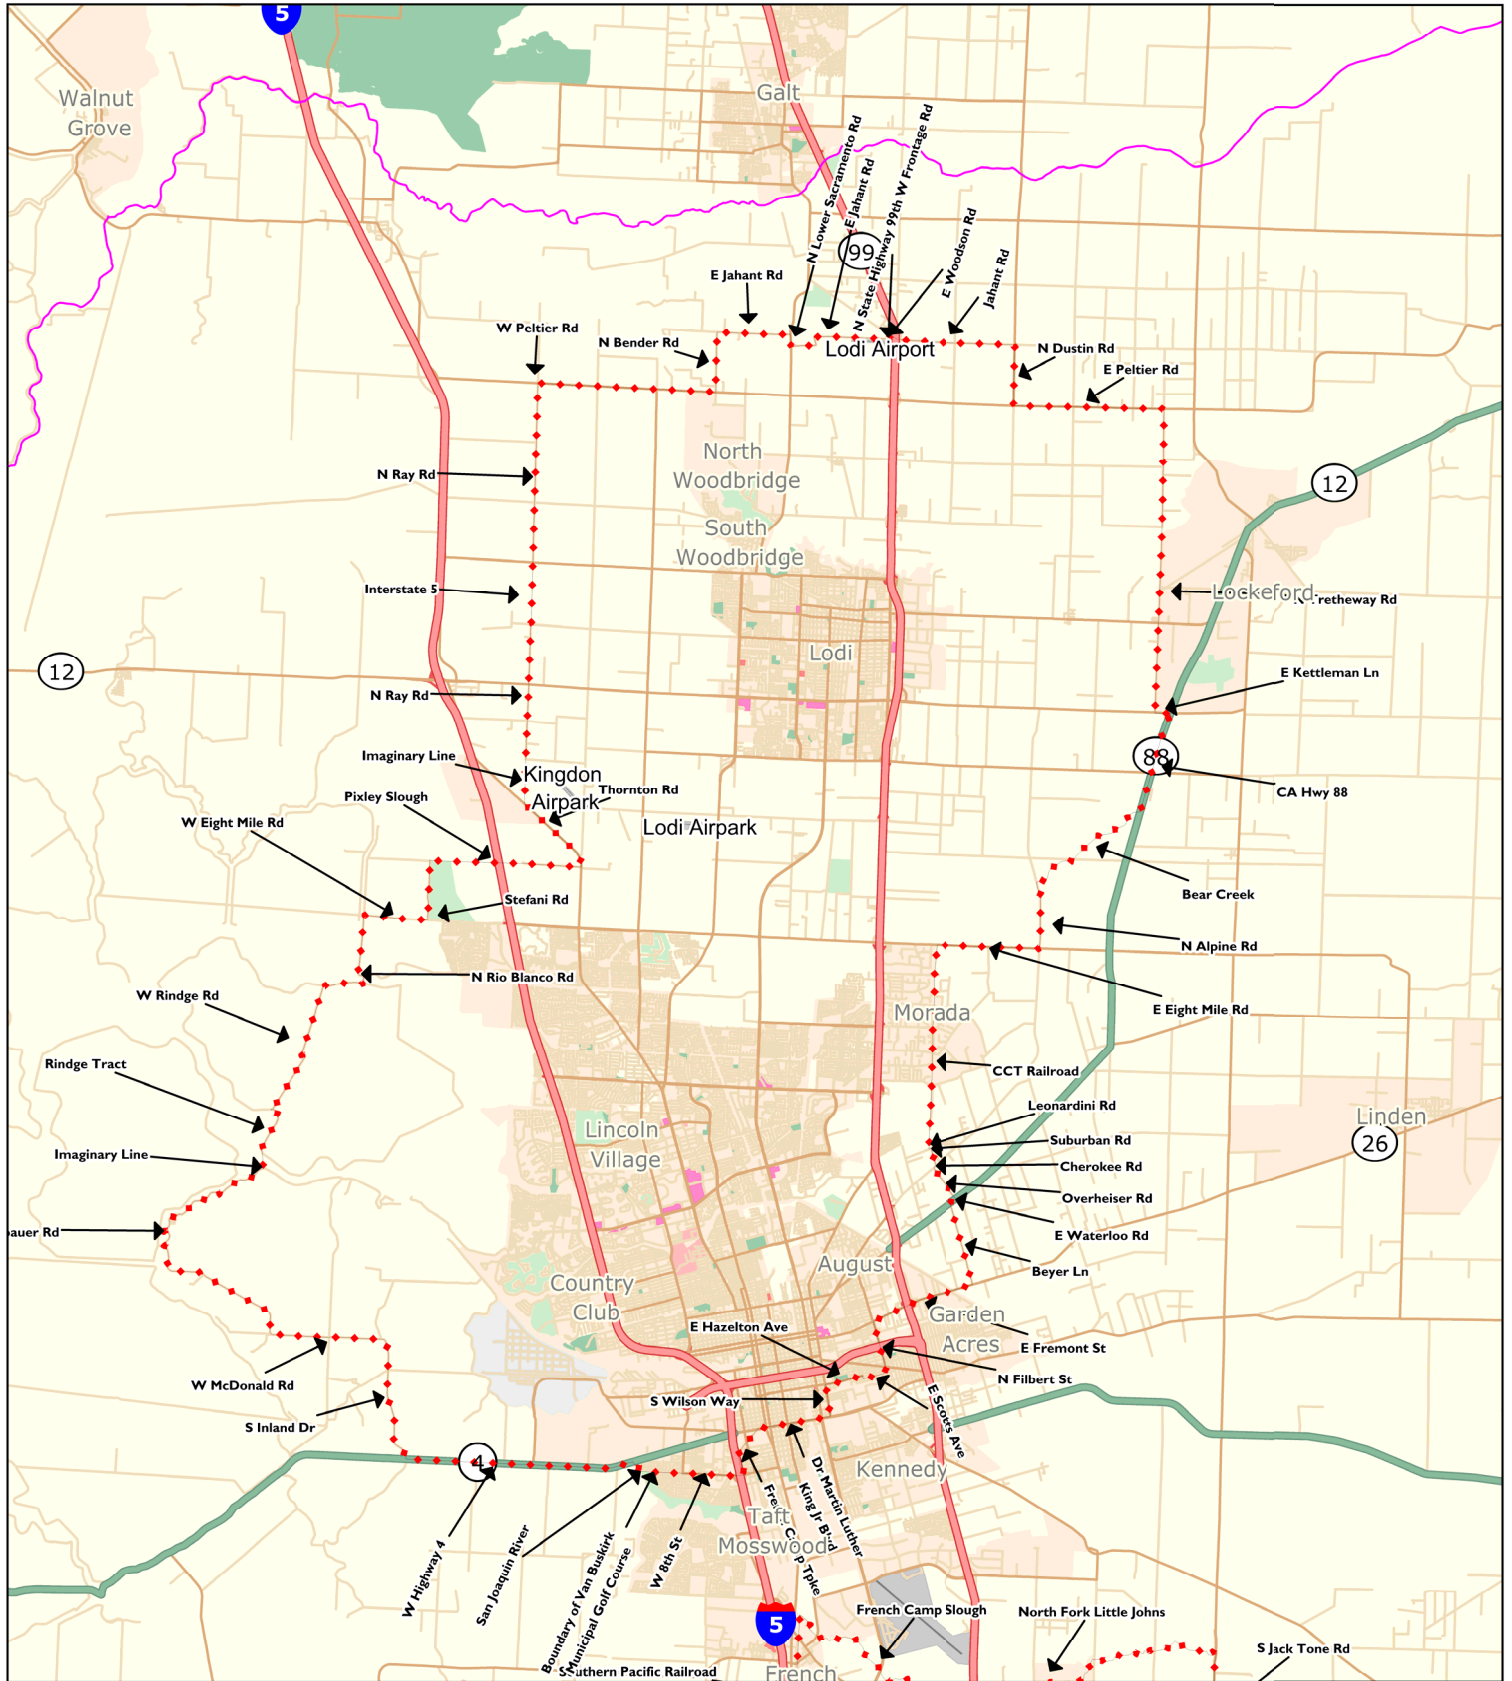 5
Walnut
Grove
Galt
N Lower Sacramento Rd
E Jahant Rd
N State Highway 99th W Frontage Rd
99
E Woodson Rd
Jahant Rd
E Jahant Rd
W Peltier Rd
N Bender Rd
Lodi Airport
N Dustin Rd
E Peltier Rd
North
Woodbridge
N Ray Rd
12
South
Woodbridge
Interstate 5
Lockeford
Tretheway Rd
Lodi
12
E Kettleman Ln
N Ray Rd
Imaginary Line
88
Kingdon
Airpark
Thornton Rd
CA Hwy 88
Pixley Slough
W Eight Mile Rd
Lodi Airpark
Bear Creek
Stefani Rd
N Alpine Rd
N Rio Blanco Rd
W Rindge Rd
E Eight Mile Rd
Morada
Rindge Tract
CCT Railroad
Leonardini Rd
Linden
Lincoln
Village
26
Suburban Rd
Imaginary Line
Cherokee Rd
Overheiser Rd
bauer Rd
E Waterloo Rd
August
Beyer Ln
Country
Club
Garden
Acres
E Hazelton Ave
E Fremont St
N Filbert St
W McDonald Rd
S Wilson Way
E Scotts Ave
S Inland Dr
4
Kennedy
Dr. Martin Luther
King Jr Blvd
Taft
Mosswood
W Highway 4
San Joaquin River
Boundary of Van Buskirk
Municipal Golf Course
W 8th St
5
French Camp Slough
North Fork Little Johns
S Jack Tone Rd
Southern Pacific Railroad
French